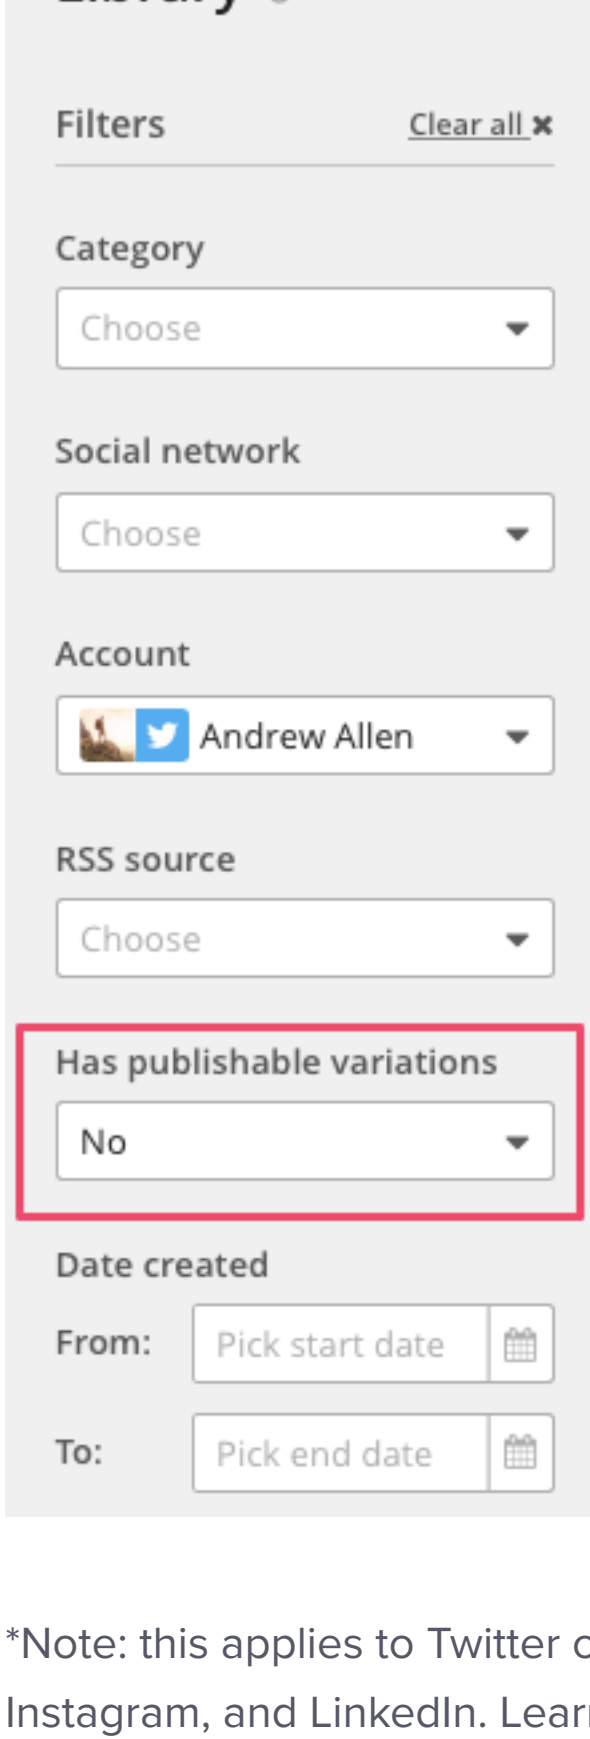 Library
Filters
Clear all ✖
Category
Choose
Social network
Choose
Account
Andrew Allen
RSS source
Choose
Has publishable variations
No
Date created
From: Pick start date
To: Pick end date
*Note: this applies to Twitter
Instagram, and LinkedIn.